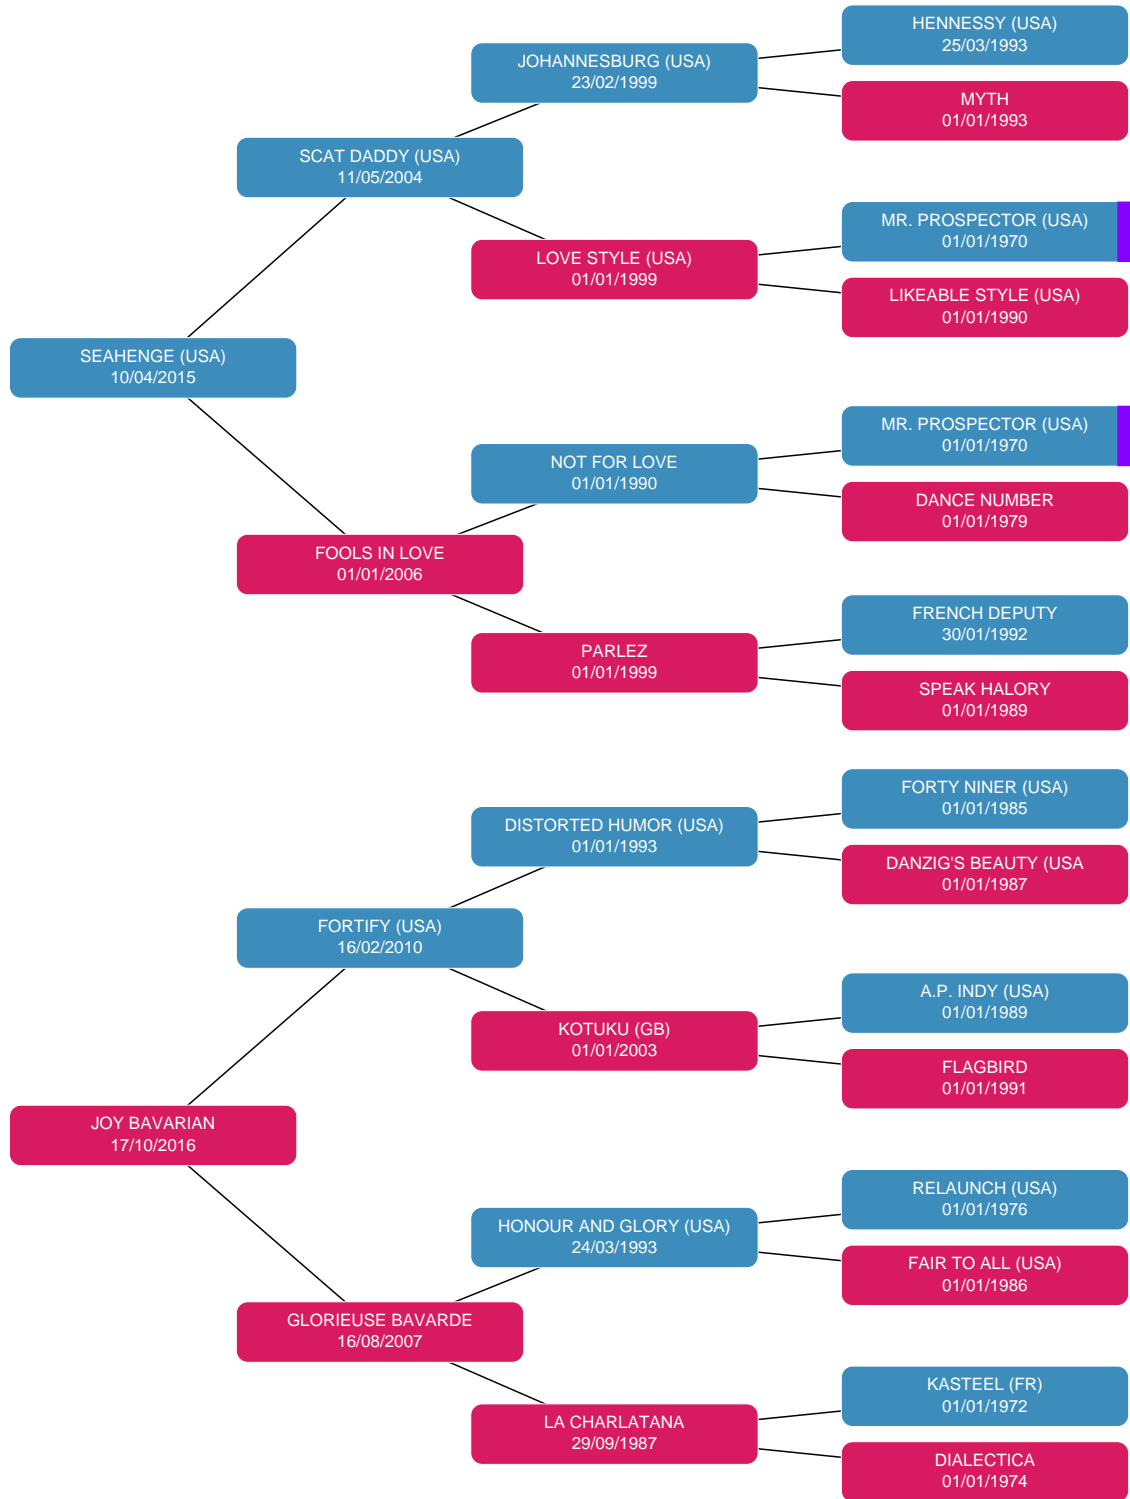 HENNESSY (USA)
25/03/1993
JOHANNESBURG (USA)
23/02/1999
MYTH
01/01/1993
SCAT DADDY (USA)
11/05/2004
MR. PROSPECTOR (USA)
01/01/1970
LOVE STYLE (USA)
01/01/1999
LIKEABLE STYLE (USA)
01/01/1990
SEAHENGE (USA)
10/04/2015
MR. PROSPECTOR (USA)
01/01/1970
NOT FOR LOVE
01/01/1990
DANCE NUMBER
01/01/1979
FOOLS IN LOVE
01/01/2006
FRENCH DEPUTY
30/01/1992
PARLEZ
01/01/1999
SPEAK HALORY
01/01/1989
FORTY NINER (USA)
01/01/1985
DISTORTED HUMOR (USA)
01/01/1993
DANZIG'S BEAUTY (USA
01/01/1987
FORTIFY (USA)
16/02/2010
A.P. INDY (USA)
01/01/1989
KOTUKU (GB)
01/01/2003
FLAGBIRD
01/01/1991
JOY BAVARIAN
17/10/2016
RELAUNCH (USA)
01/01/1976
HONOUR AND GLORY (USA)
24/03/1993
FAIR TO ALL (USA)
01/01/1986
GLORIEUSE BAVARDE
16/08/2007
KASTEEL (FR)
01/01/1972
LA CHARLATANA
29/09/1987
DIALECTICA
01/01/1974